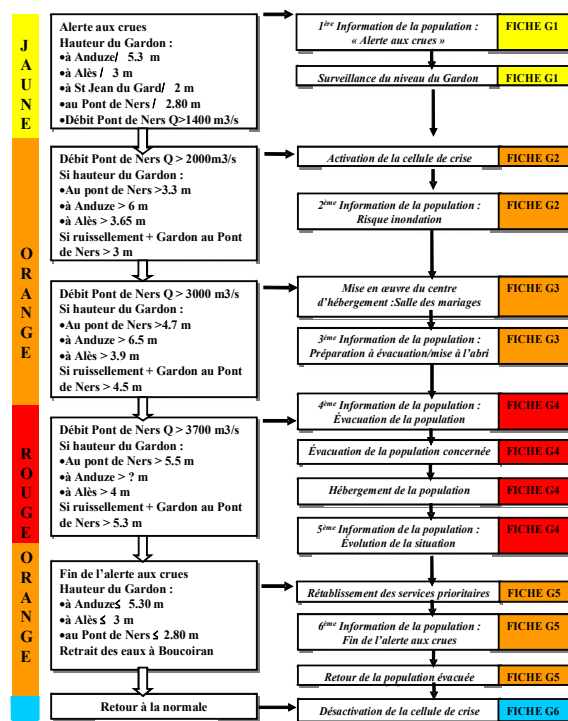 J
A
U
N
E
Alerte aux crues
Hauteur du Gardon :
•à Anduze/ 5.3 m
•à Alès / 3 m
•à St Jean du Gard/ 2 m
•au Pont de Ners / 2.80 m
•Débit Pont de Ners Q>1400 m3/s
1ère Information de la population :
« Alerte aux crues »
FICHE G1
Surveillance du niveau du Gardon
FICHE G1
O
R
A
N
G
E
Débit Pont de Ners Q > 2000m3/s
Si hauteur du Gardon :
•Au pont de Ners >3.3 m
•à Anduze > 6 m
•à Alès > 3.65 m
Si ruissellement + Gardon au Pont
de Ners > 3 m
Activation de la cellule de crise
FICHE G2
2ème Information de la population :
Risque inondation
FICHE G2
Débit Pont de Ners Q > 3000 m3/s
Si hauteur du Gardon :
•Au pont de Ners >4.7 m
•à Anduze > 6.5 m
•à Alès > 3.9 m
Si ruissellement + Gardon au Pont
de Ners > 4.5 m
Mise en œuvre du centre
d'hébergement :Salle des mariages
FICHE G3
3ème Information de la population :
Préparation à évacuation/mise à l'abri
FICHE G3
R
O
U
G
E
Débit Pont de Ners Q > 3700 m3/s
Si hauteur du Gardon :
•Au pont de Ners > 5.5 m
•à Anduze > ? m
•à Alès > 4 m
Si ruissellement + Gardon au Pont
de Ners > 5.3 m
4ème Information de la population :
Évacuation de la population
FICHE G4
Évacuation de la population concernée
FICHE G4
Hébergement de la population
FICHE G4
5ème Information de la population :
Évolution de la situation
FICHE G4
O
R
A
N
G
E
Fin de l'alerte aux crues
Hauteur du Gardon :
•à Anduze≤ 5.30 m
•à Alès ≤ 3 m
•au Pont de Ners ≤ 2.80 m
Retrait des eaux à Boucoiran
Rétablissement des services prioritaires
FICHE G5
6ème Information de la population :
Fin de l'alerte aux crues
FICHE G5
Retour de la population évacuée
FICHE G5
Retour à la normale
Désactivation de la cellule de crise
FICHE G6